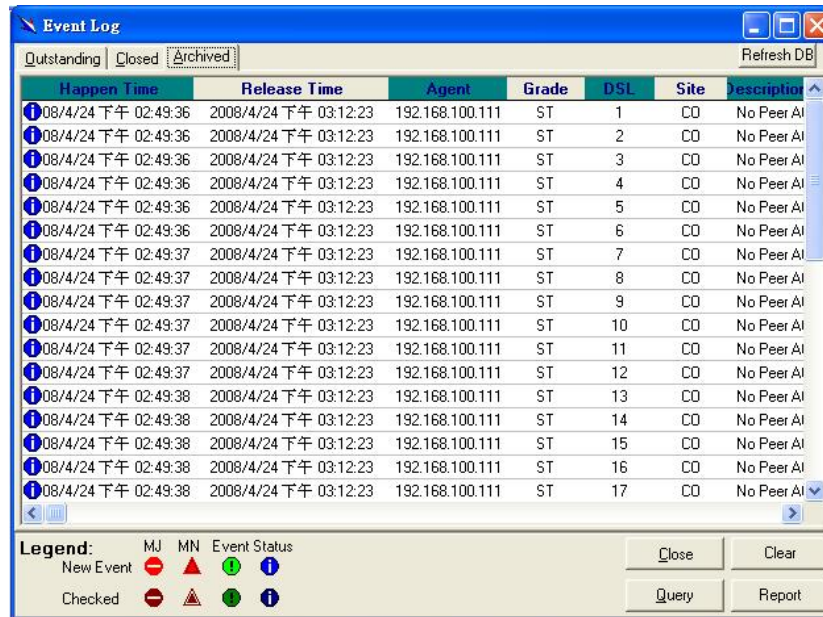 Event Log
Outstanding Closed Archived Refresh DB
Happen Time Release Time Agent Grade DSL Site Description
08/4/24 下午 02:49:36 2008/4/24 下午 03:12:23 192.168.100.111 ST 1 CO No Peer
08/4/24 下午 02:49:36 2008/4/24 下午 03:12:23 192.168.100.111 ST 2 CO No Peer
08/4/24 下午 02:49:36 2008/4/24 下午 03:12:23 192.168.100.111 ST 3 CO No Peer
08/4/24 下午 02:49:36 2008/4/24 下午 03:12:23 192.168.100.111 ST 4 CO No Peer
08/4/24 下午 02:49:36 2008/4/24 下午 03:12:23 192.168.100.111 ST 5 CO No Peer
08/4/24 下午 02:49:36 2008/4/24 下午 03:12:23 192.168.100.111 ST 6 CO No Peer
08/4/24 下午 02:49:37 2008/4/24 下午 03:12:23 192.168.100.111 ST 7 CO No Peer
08/4/24 下午 02:49:37 2008/4/24 下午 03:12:23 192.168.100.111 ST 8 CO No Peer
08/4/24 下午 02:49:37 2008/4/24 下午 03:12:23 192.168.100.111 ST 9 CO No Peer
08/4/24 下午 02:49:37 2008/4/24 下午 03:12:23 192.168.100.111 ST 10 CO No Peer
08/4/24 下午 02:49:37 2008/4/24 下午 03:12:23 192.168.100.111 ST 11 CO No Peer
08/4/24 下午 02:49:37 2008/4/24 下午 03:12:23 192.168.100.111 ST 12 CO No Peer
08/4/24 下午 02:49:38 2008/4/24 下午 03:12:23 192.168.100.111 ST 13 CO No Peer
08/4/24 下午 02:49:38 2008/4/24 下午 03:12:23 192.168.100.111 ST 14 CO No Peer
08/4/24 下午 02:49:38 2008/4/24 下午 03:12:23 192.168.100.111 ST 15 CO No Peer
08/4/24 下午 02:49:38 2008/4/24 下午 03:12:23 192.168.100.111 ST 16 CO No Peer
08/4/24 下午 02:49:38 2008/4/24 下午 03:12:23 192.168.100.111 ST 17 CO No Peer
Legend: MJ MN Event Status
New Event
Checked
Close Clear
Query Report